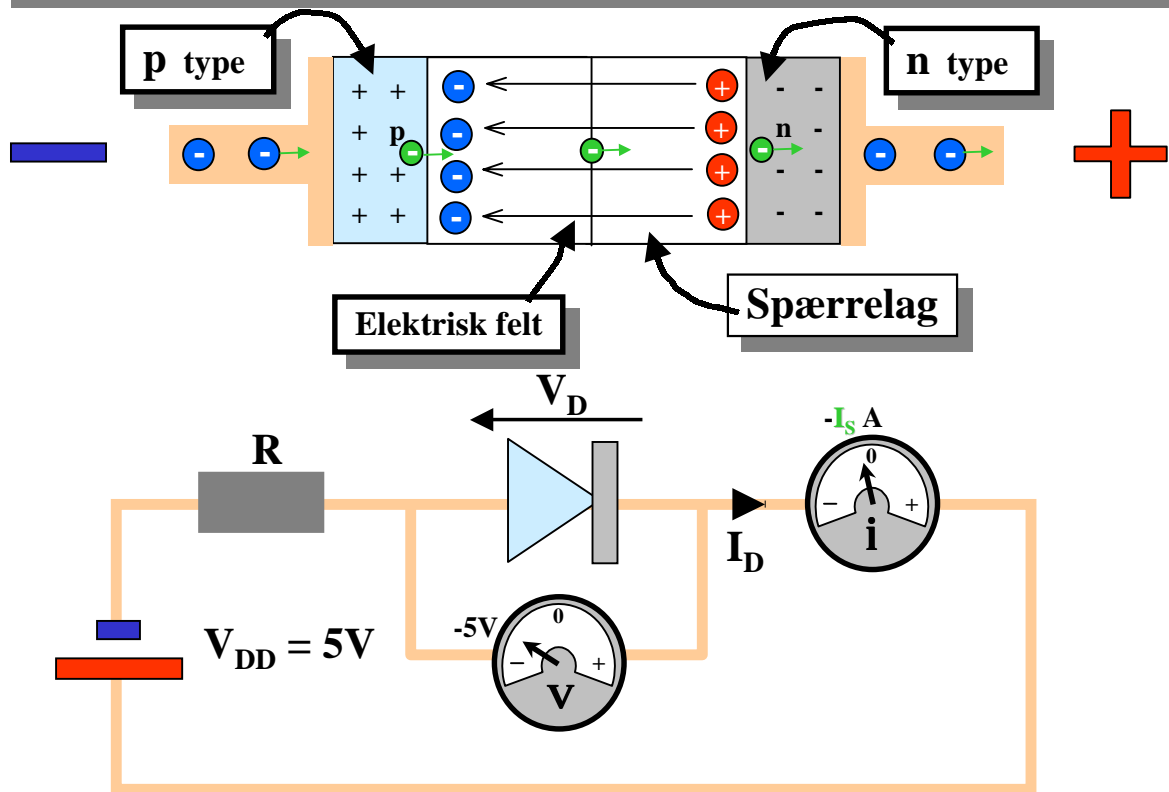 p type
n type
+ +
+
+ +
+ +
- - - -
p
n
- -
-
- -
- -
+ + + +
- - - - - - -
Elektrisk felt
Spærrelag
V_D
-I_S A
R
0
− +
i
I_D
V_DD = 5V
-5V
0
− +
v